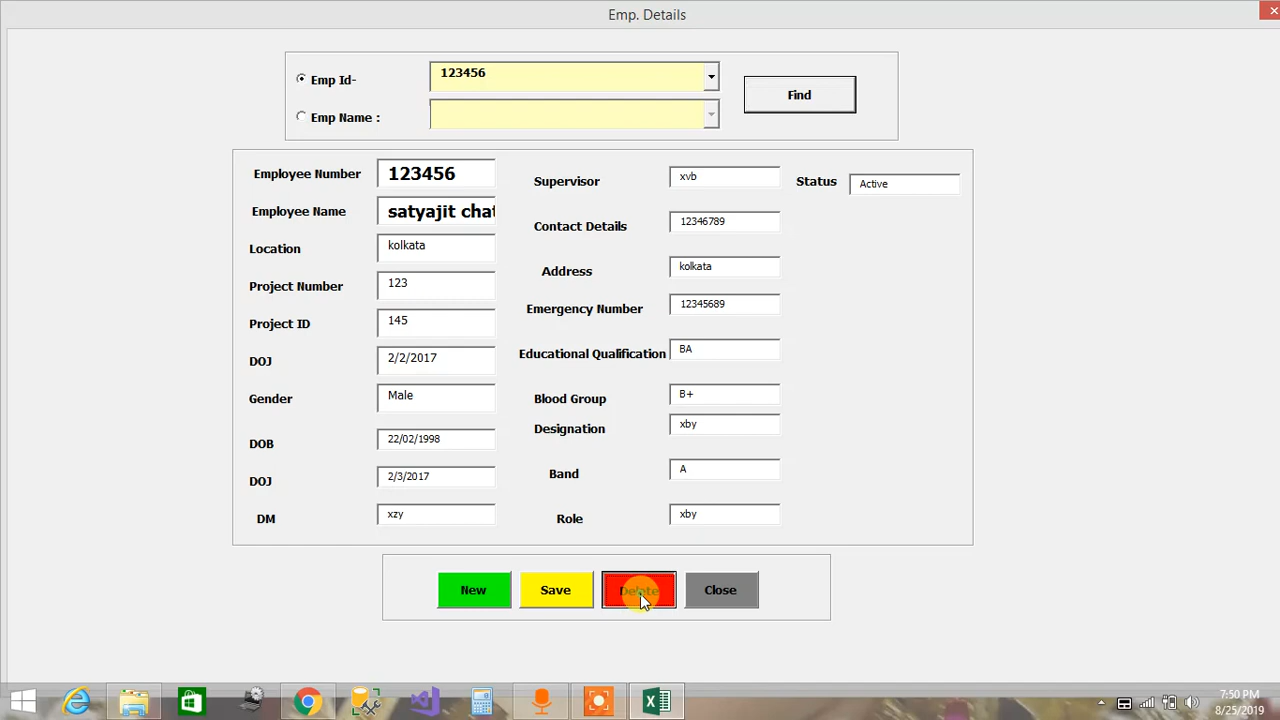 Emp. Details
Emp Id-
123456
Find
Emp Name :
Employee Number
123456
Supervisor
xvb
Status
Active
Employee Name
satyajit chat
Contact Details
12346789
Location
kolkata
Address
kolkata
Project Number
123
Emergency Number
12345689
Project ID
145
Educational Qualification
BA
DOJ
2/2/2017
Blood Group
B+
Gender
Male
Designation
xby
DOB
22/02/1998
Band
A
DOJ
2/3/2017
Role
xby
DM
xzy
New
Save
Delete
Close
7:50 PM
8/25/2019